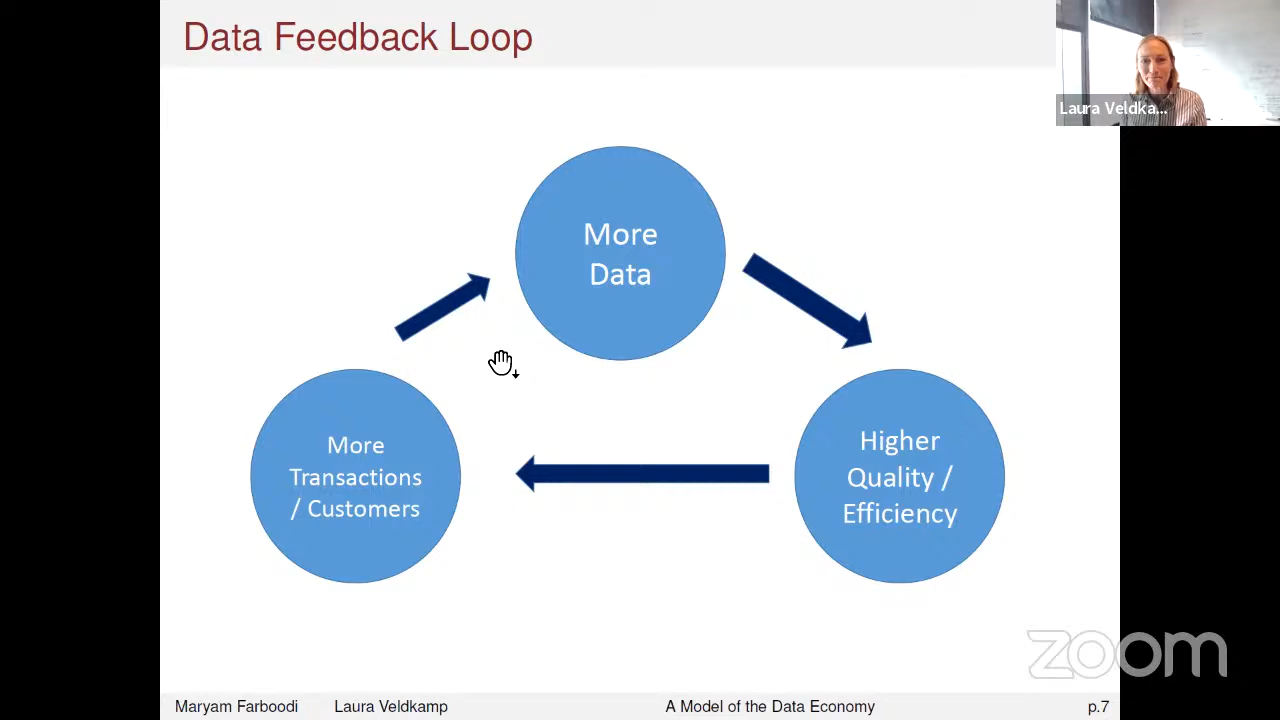 Data Feedback Loop
Laura Veldka...
More
Data
More
Transactions
/ Customers
Higher
Quality /
Efficiency
zoom
Maryam Farboodi Laura Veldkamp A Model of the Data Economy p.7